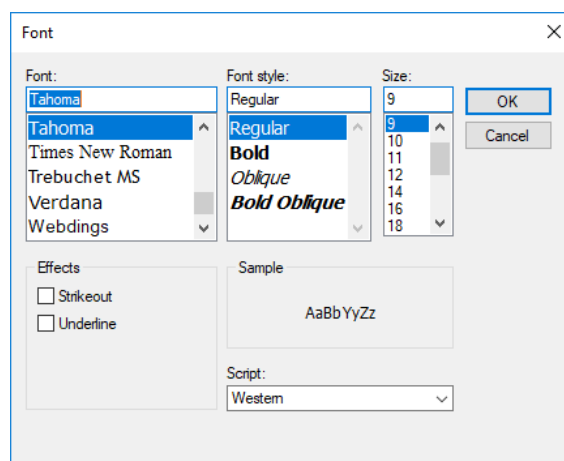 Font
Font:
Tahoma
Tahoma
Times New Roman
Trebuchet MS
Verdana
Webdings
Font style:
Regular
Regular
Bold
Oblique
Bold Oblique
Size:
9
9
10
11
12
14
16
18
OK
Cancel
Effects
Strikeout
Underline
Sample
AaBbYyZz
Script:
Western